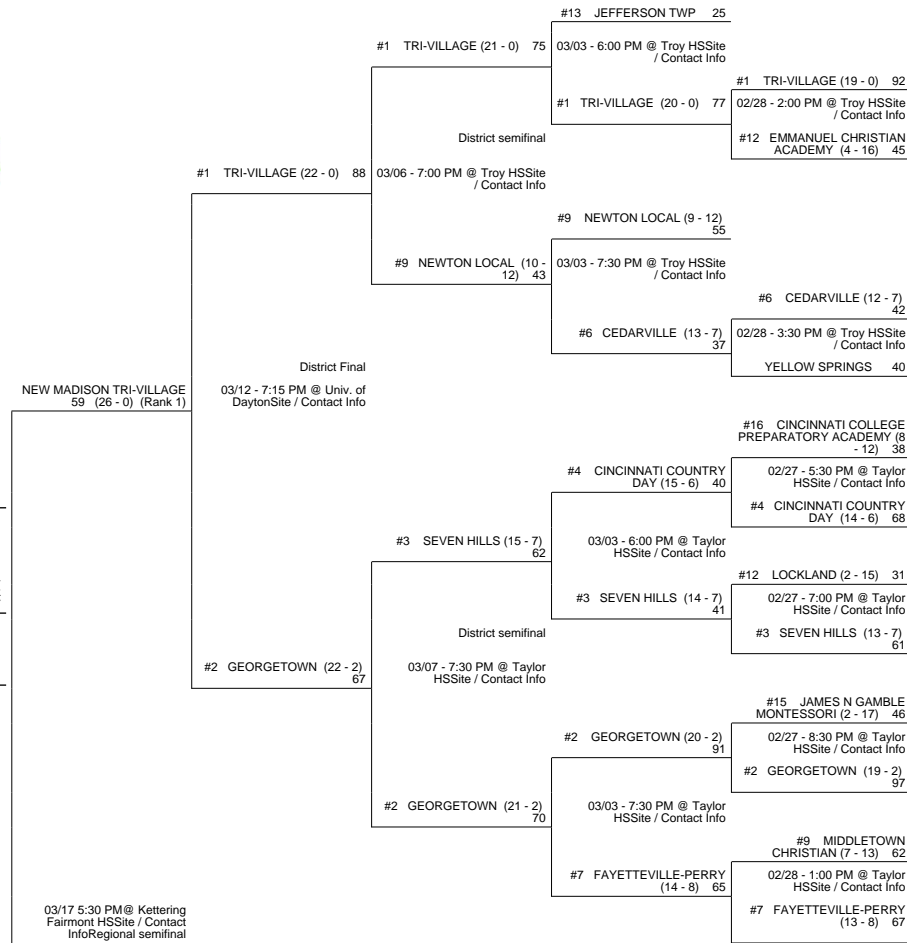 #13 JEFFERSON TWP 25
#1 TRI-VILLAGE (21 - 0) 75
03/03 - 6:00 PM @ Troy HSSite
/ Contact Info
#1 TRI-VILLAGE (19 - 0) 92
#1 TRI-VILLAGE (20 - 0) 77
02/28 - 2:00 PM @ Troy HSSite
/ Contact Info
District semifinal
#12 EMMANUEL CHRISTIAN
ACADEMY (4 - 16) 45
#1 TRI-VILLAGE (22 - 0) 88
03/06 - 7:00 PM @ Troy HSSite
/ Contact Info
#9 NEWTON LOCAL (9 - 12)
55
#9 NEWTON LOCAL (10 -
12) 43
03/03 - 7:30 PM @ Troy HSSite
/ Contact Info
#6 CEDARVILLE (12 - 7)
42
#6 CEDARVILLE (13 - 7)
37
02/28 - 3:30 PM @ Troy HSSite
/ Contact Info
YELLOW SPRINGS 40
District Final
NEW MADISON TRI-VILLAGE
59 (26 - 0) (Rank 1)
03/12 - 7:15 PM @ Univ. of
DaytonSite / Contact Info
#16 CINCINNATI COLLEGE
PREPARATORY ACADEMY (8
- 12) 38
#4 CINCINNATI COUNTRY
DAY (15 - 6) 40
02/27 - 5:30 PM @ Taylor
HSSite / Contact Info
#4 CINCINNATI COUNTRY
DAY (14 - 6) 68
#3 SEVEN HILLS (15 - 7)
62
03/03 - 6:00 PM @ Taylor
HSSite / Contact Info
#12 LOCKLAND (2 - 15) 31
#3 SEVEN HILLS (14 - 7)
41
02/27 - 7:00 PM @ Taylor
HSSite / Contact Info
#3 SEVEN HILLS (13 - 7)
61
District semifinal
#2 GEORGETOWN (22 - 2)
67
03/07 - 7:30 PM @ Taylor
HSSite / Contact Info
#15 JAMES N GAMBLE
MONTESSORI (2 - 17) 46
#2 GEORGETOWN (20 - 2)
91
02/27 - 8:30 PM @ Taylor
HSSite / Contact Info
#2 GEORGETOWN (19 - 2)
97
#2 GEORGETOWN (21 - 2)
70
03/03 - 7:30 PM @ Taylor
HSSite / Contact Info
#9 MIDDLETOWN
CHRISTIAN (7 - 13) 62
#7 FAYETTEVILLE-PERRY
(14 - 8) 65
02/28 - 1:00 PM @ Taylor
HSSite / Contact Info
#7 FAYETTEVILLE-PERRY
(13 - 8) 67
03/17 5:30 PM@ Kettering
Fairmont HSSite / Contact
InfoRegional semifinal